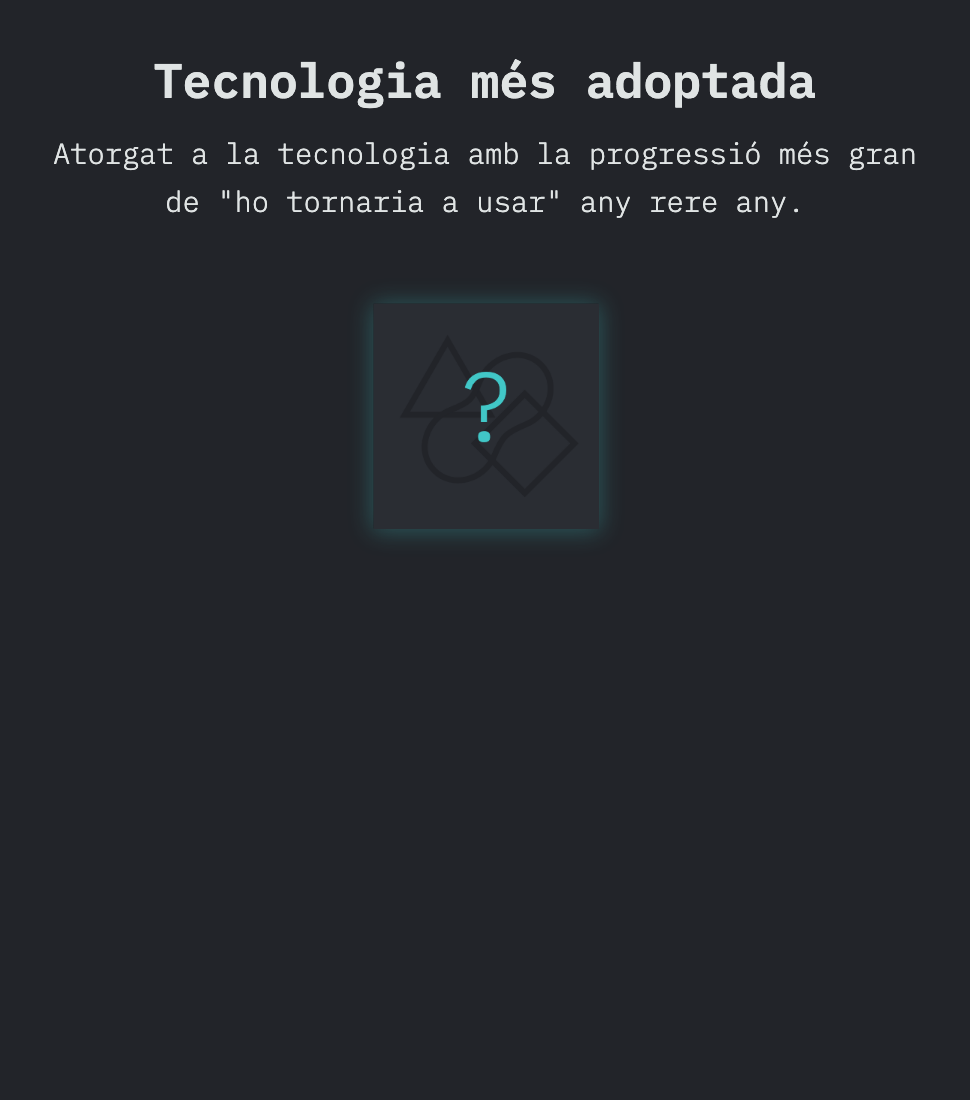 Tecnologia més adoptada
Atorgat a la tecnologia amb la progressió més gran
de "ho tornaria a usar" any rere any.
?